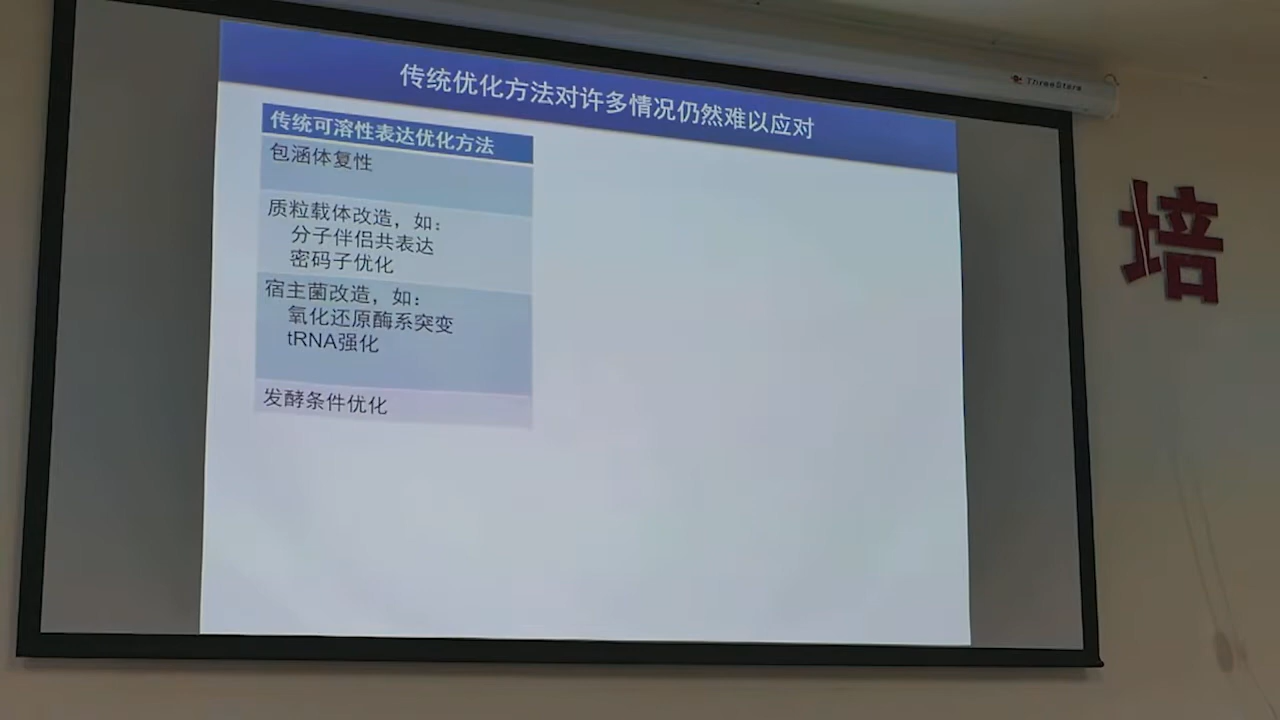 ThreeStars
传统优化方法对许多情况仍然难以应对
传统可溶性表达优化方法
包涵体复性
质粒载体改造，如：
分子伴侣共表达
密码子优化
宿主菌改造，如：
氧化还原酶系突变
tRNA强化
发酵条件优化
培